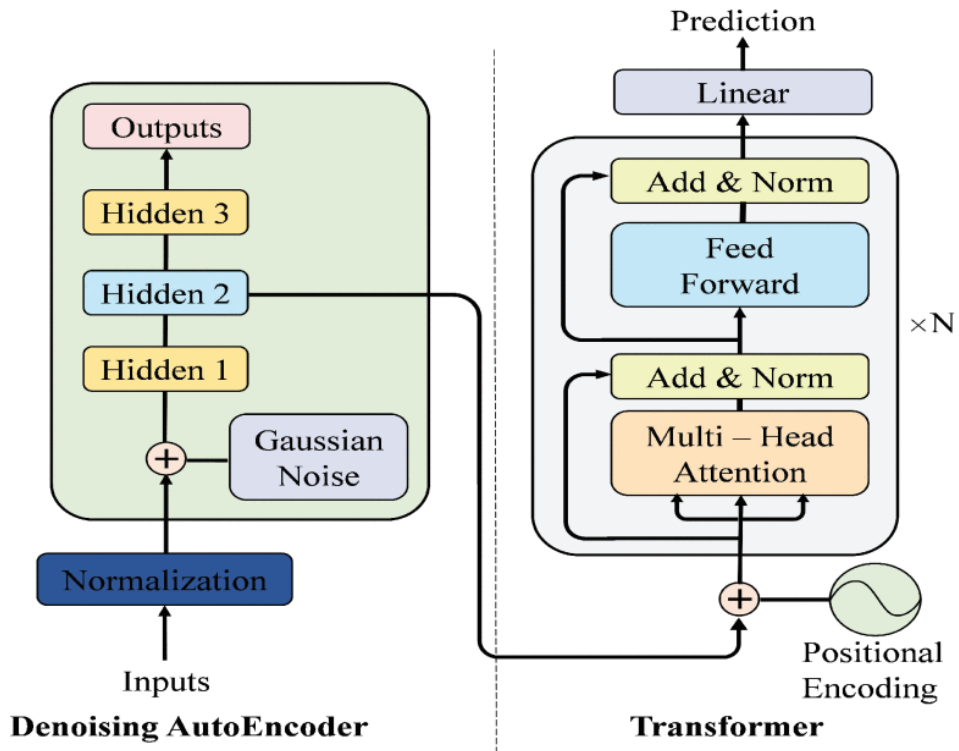 Outputs
Hidden 3
Hidden 2
Hidden 1
Gaussian
Noise
Normalization
Inputs
Denoising AutoEncoder
Prediction
Linear
Add & Norm
Feed
Forward
×N
Add & Norm
Multi – Head
Attention
Positional
Encoding
Transformer